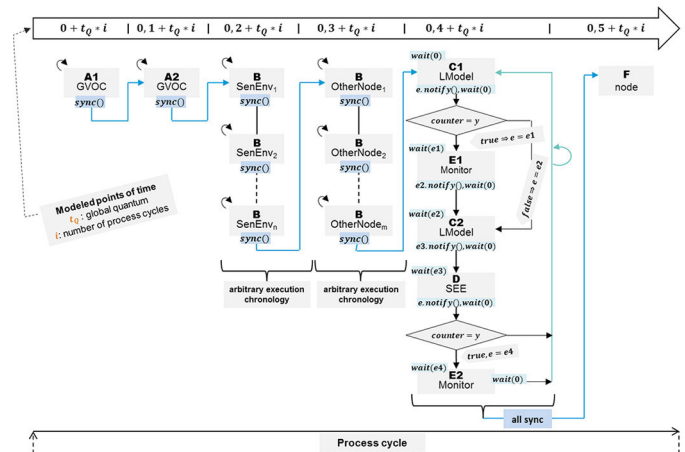 0 + t_Q * i | 0, 1 + t_Q * i | 0, 2 + t_Q * i | 0, 3 + t_Q * i | 0, 4 + t_Q * i | 0, 5 + t_Q * i
A1
GVOC
sync()
A2
GVOC
sync()
B
SenEnv1
sync()
B
SenEnv2
sync()
B
SenEnvn
sync()
arbitrary execution
chronology
B
OtherNode1
sync()
B
OtherNode2
sync()
B
OtherNodem
sync()
arbitrary execution
chronology
wait(0)
C1
LModel
e.notify(),wait(0)
counter = y
true ⇒ e = e1
false ⇒ e = e2
wait(e1)
E1
Monitor
e2.notify(),wait(0)
wait(e2)
C2
LModel
e3.notify(),wait(0)
wait(e3)
D
SEE
e.notify(),wait(0)
counter = y
true, e = e4
wait(e4)
E2
Monitor
wait(0)
all sync
F
node
Modeled points of time
t_Q : global quantum
i: number of process cycles
Process cycle